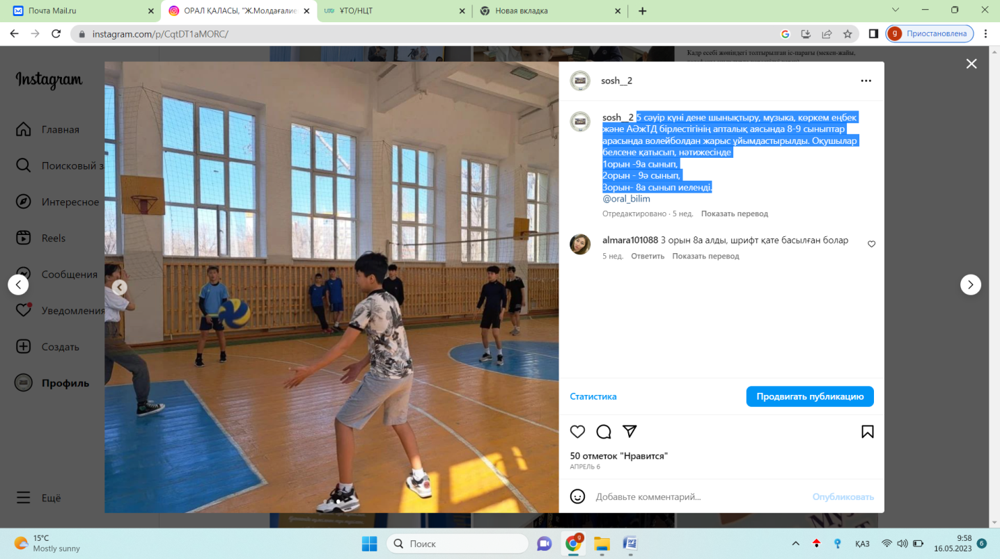 Почта Mail.ru
ОРАЛ ҚАЛАСЫ, "Ж.Молдағалие
ҰТО/НЦТ
Новая вкладка
instagram.com/p/CqtDT1aMORC/
g
Приостановлена
Кадр есебі жөніндегі толтырылған іс-парағы (мекен-жайы,
Instagram
Главная
Поисковый з
Интересное
Reels
Сообщения
Уведомления
Создать
Профиль
Ещё
sosh__2
sosh__2 5 сәуір күні дене шынықтыру, музыка, көркем еңбек
және АӘжТД бірлестігінің апталық аясында 8-9 сыныптар
арасында волейболдан жарыс ұйымдастырылды. Оқушылар
белсене қатысып, нәтижесінде
1орын -9а сынып,
2орын - 9ә сынып,
3орын- 8а сынып иеленді.
@oral_bilim
Отредактировано · 5 нед. Показать перевод
almara101088 3 орын 8а алды, шрифт қате басылған болар
5 нед. Ответить Показать перевод
Статистика
Продвигать публикацию
50 отметок "Нравится"
АПРЕЛЬ 6
Добавьте комментарий...
Опубликовать
15°C
Mostly sunny
Поиск
g
ҚАЗ
9:58
16.05.2023
6